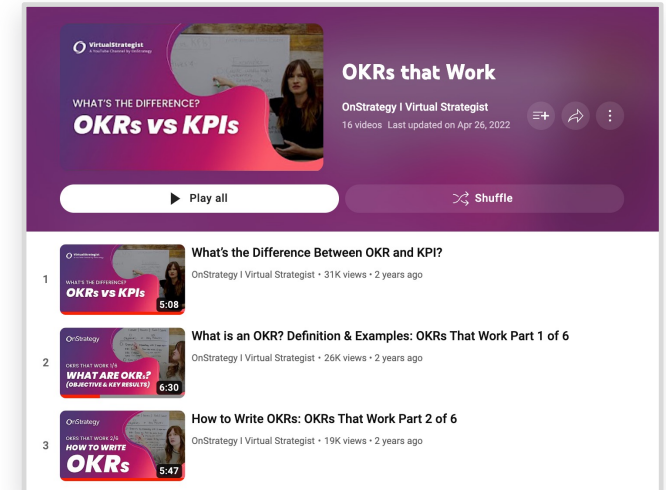 VirtualStrategist
A YouTube Channel by OnStrategy
WHAT'S THE DIFFERENCE?
OKRs vs KPIs
OKRs that Work
OnStrategy I Virtual Strategist
16 videos Last updated on Apr 26, 2022
Play all
Shuffle
1
VirtualStrategist
WHAT'S THE DIFFERENCE?
OKRs vs KPIs
5:08
What's the Difference Between OKR and KPI?
OnStrategy I Virtual Strategist • 31K views • 2 years ago
2
OnStrategy
OKRS THAT WORK 1/6
WHAT ARE OKRs?
(OBJECTIVE & KEY RESULTS)
6:30
What is an OKR? Definition & Examples: OKRs That Work Part 1 of 6
OnStrategy I Virtual Strategist • 26K views • 2 years ago
3
OnStrategy
OKRS THAT WORK 2/6
HOW TO WRITE
OKRs
5:47
How to Write OKRs: OKRs That Work Part 2 of 6
OnStrategy I Virtual Strategist • 19K views • 2 years ago